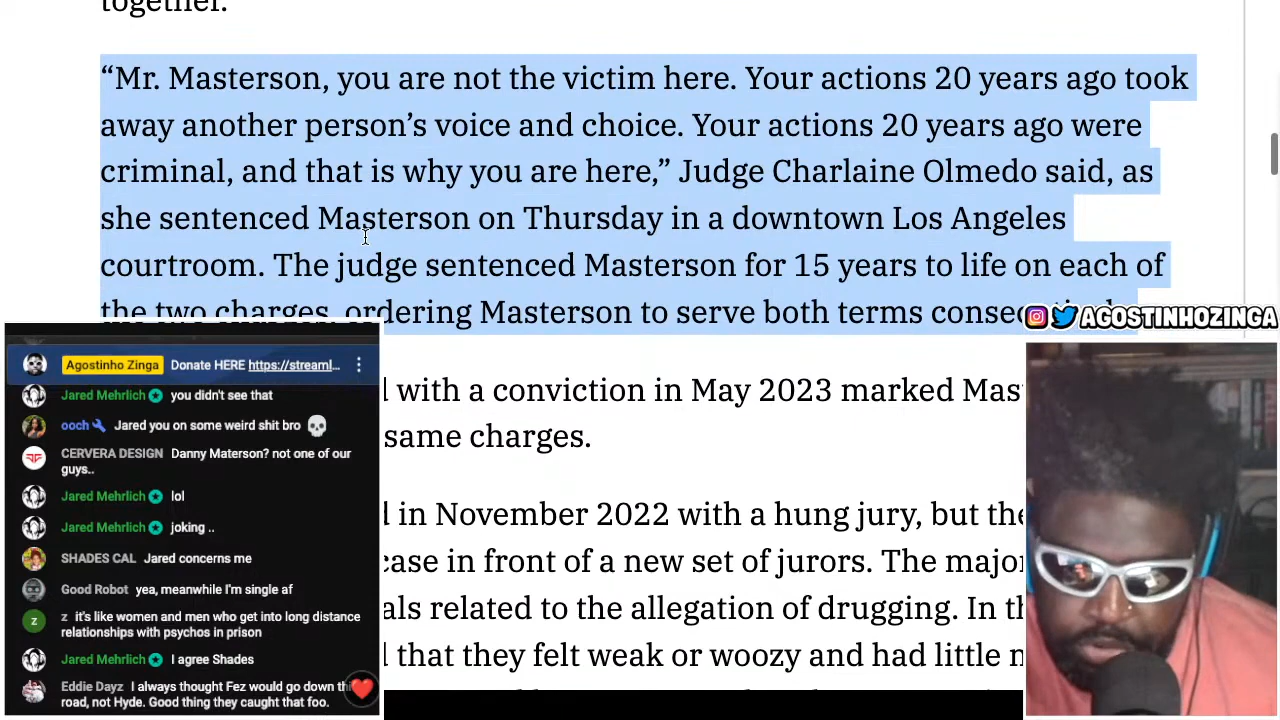 together.
“Mr. Masterson, you are not the victim here. Your actions 20 years ago took
away another person’s voice and choice. Your actions 20 years ago were
criminal, and that is why you are here,” Judge Charlaine Olmedo said, as
she sentenced Masterson on Thursday in a downtown Los Angeles
courtroom. The judge sentenced Masterson for 15 years to life on each of
the two charges, ordering Masterson to serve both terms
with a conviction in May 2023 marked
same charges.
in November 2022 with a hung jury, but
case in front of a new set of jurors. The
related to the allegation of drugging. In
that they felt weak or woozy and had little
AGOSTINHOZINGA
Agostinho Zinga Donate HERE https://streaml...
Jared Mehrlich you didn't see that
ooch Jared you on some weird shit bro 💀
CERVERA DESIGN Danny Materson? not one of our
guys..
Jared Mehrlich lol
Jared Mehrlich joking ..
SHADES CAL Jared concerns me
Good Robot yea, meanwhile I'm single af
z z it's like women and men who get into long distance
relationships with psychos in prison
Jared Mehrlich I agree Shades
Eddie Dayz I always thought Fez would go down
road, not Hyde. Good thing they caught that foo.